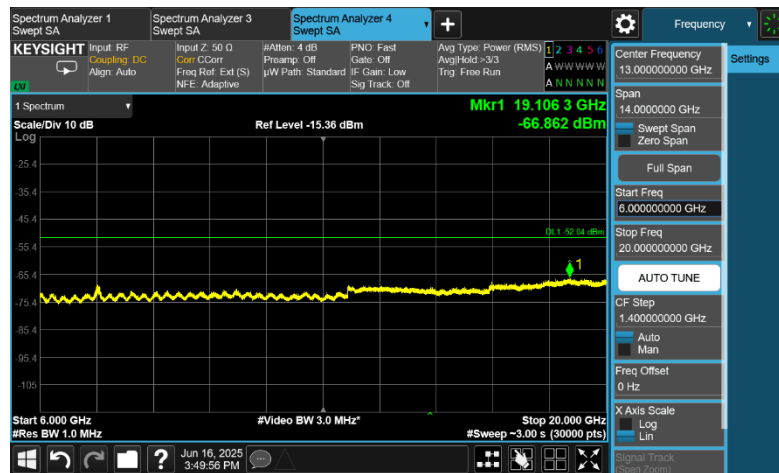 Spectrum Analyzer 1
Swept SA
Spectrum Analyzer 3
Swept SA
Spectrum Analyzer 4
Swept SA
Frequency
KEYSIGHT
Input: RF
Coupling: DC
Align: Auto
Input Z: 50 Ω
Corr CCorr
Freq Ref: Ext (S)
NFE: Adaptive
#Atten: 4 dB
Preamp: Off
µW Path: Standard
PNO: Fast
Gate: Off
IF Gain: Low
Sig Track: Off
Avg Type: Power (RMS)
Avg|Hold:>3/3
Trig: Free Run
1 2 3 4 5 6
A W W W W W
A N N N N N
LXI
1 Spectrum
Scale/Div 10 dB
Log
Ref Level -15.36 dBm
Mkr1 19.106 3 GHz
-66.862 dBm
-25.4
-35.4
-45.4
DL1 -52.04 dBm
-55.4
1
-65.4
-75.4
-85.4
-95.4
-105
Start 6.000 GHz
#Res BW 1.0 MHz
#Video BW 3.0 MHz*
Stop 20.000 GHz
#Sweep ~3.00 s (30000 pts)
Center Frequency
13.000000000 GHz
Settings
Span
14.0000000 GHz
Swept Span
Zero Span
Full Span
Start Freq
6.000000000 GHz
Stop Freq
20.000000000 GHz
AUTO TUNE
CF Step
1.400000000 GHz
Auto
Man
Freq Offset
0 Hz
X Axis Scale
Log
Lin
Signal Track
(Span Zoom)
?
Jun 16, 2025
3:49:56 PM